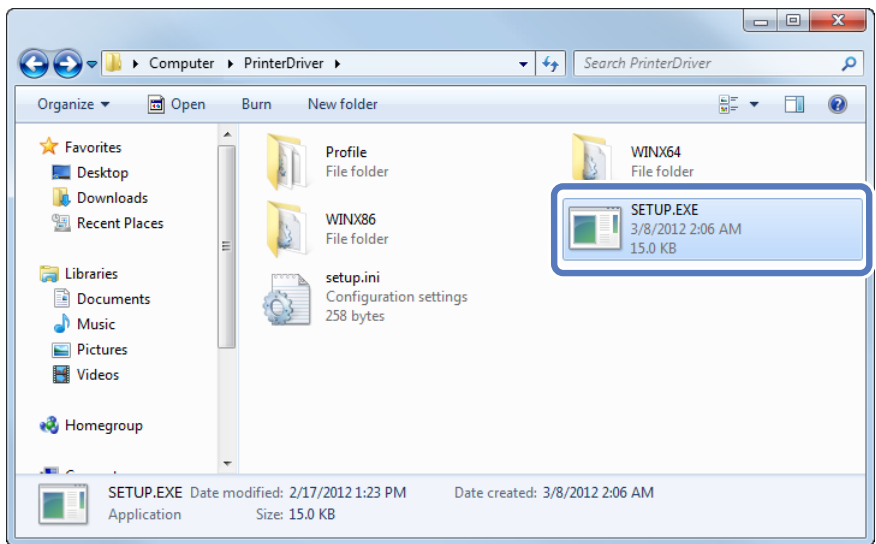 Computer PrinterDriver
Search PrinterDriver
Organize Open Burn New folder
Favorites
Desktop
Downloads
Recent Places
Libraries
Documents
Music
Pictures
Videos
Homegroup
Profile
File folder
WINX64
File folder
WINX86
File folder
SETUP.EXE
3/8/2012 2:06 AM
15.0 KB
setup.ini
Configuration settings
258 bytes
SETUP.EXE Date modified: 2/17/2012 1:23 PM Date created: 3/8/2012 2:06 AM
Application Size: 15.0 KB